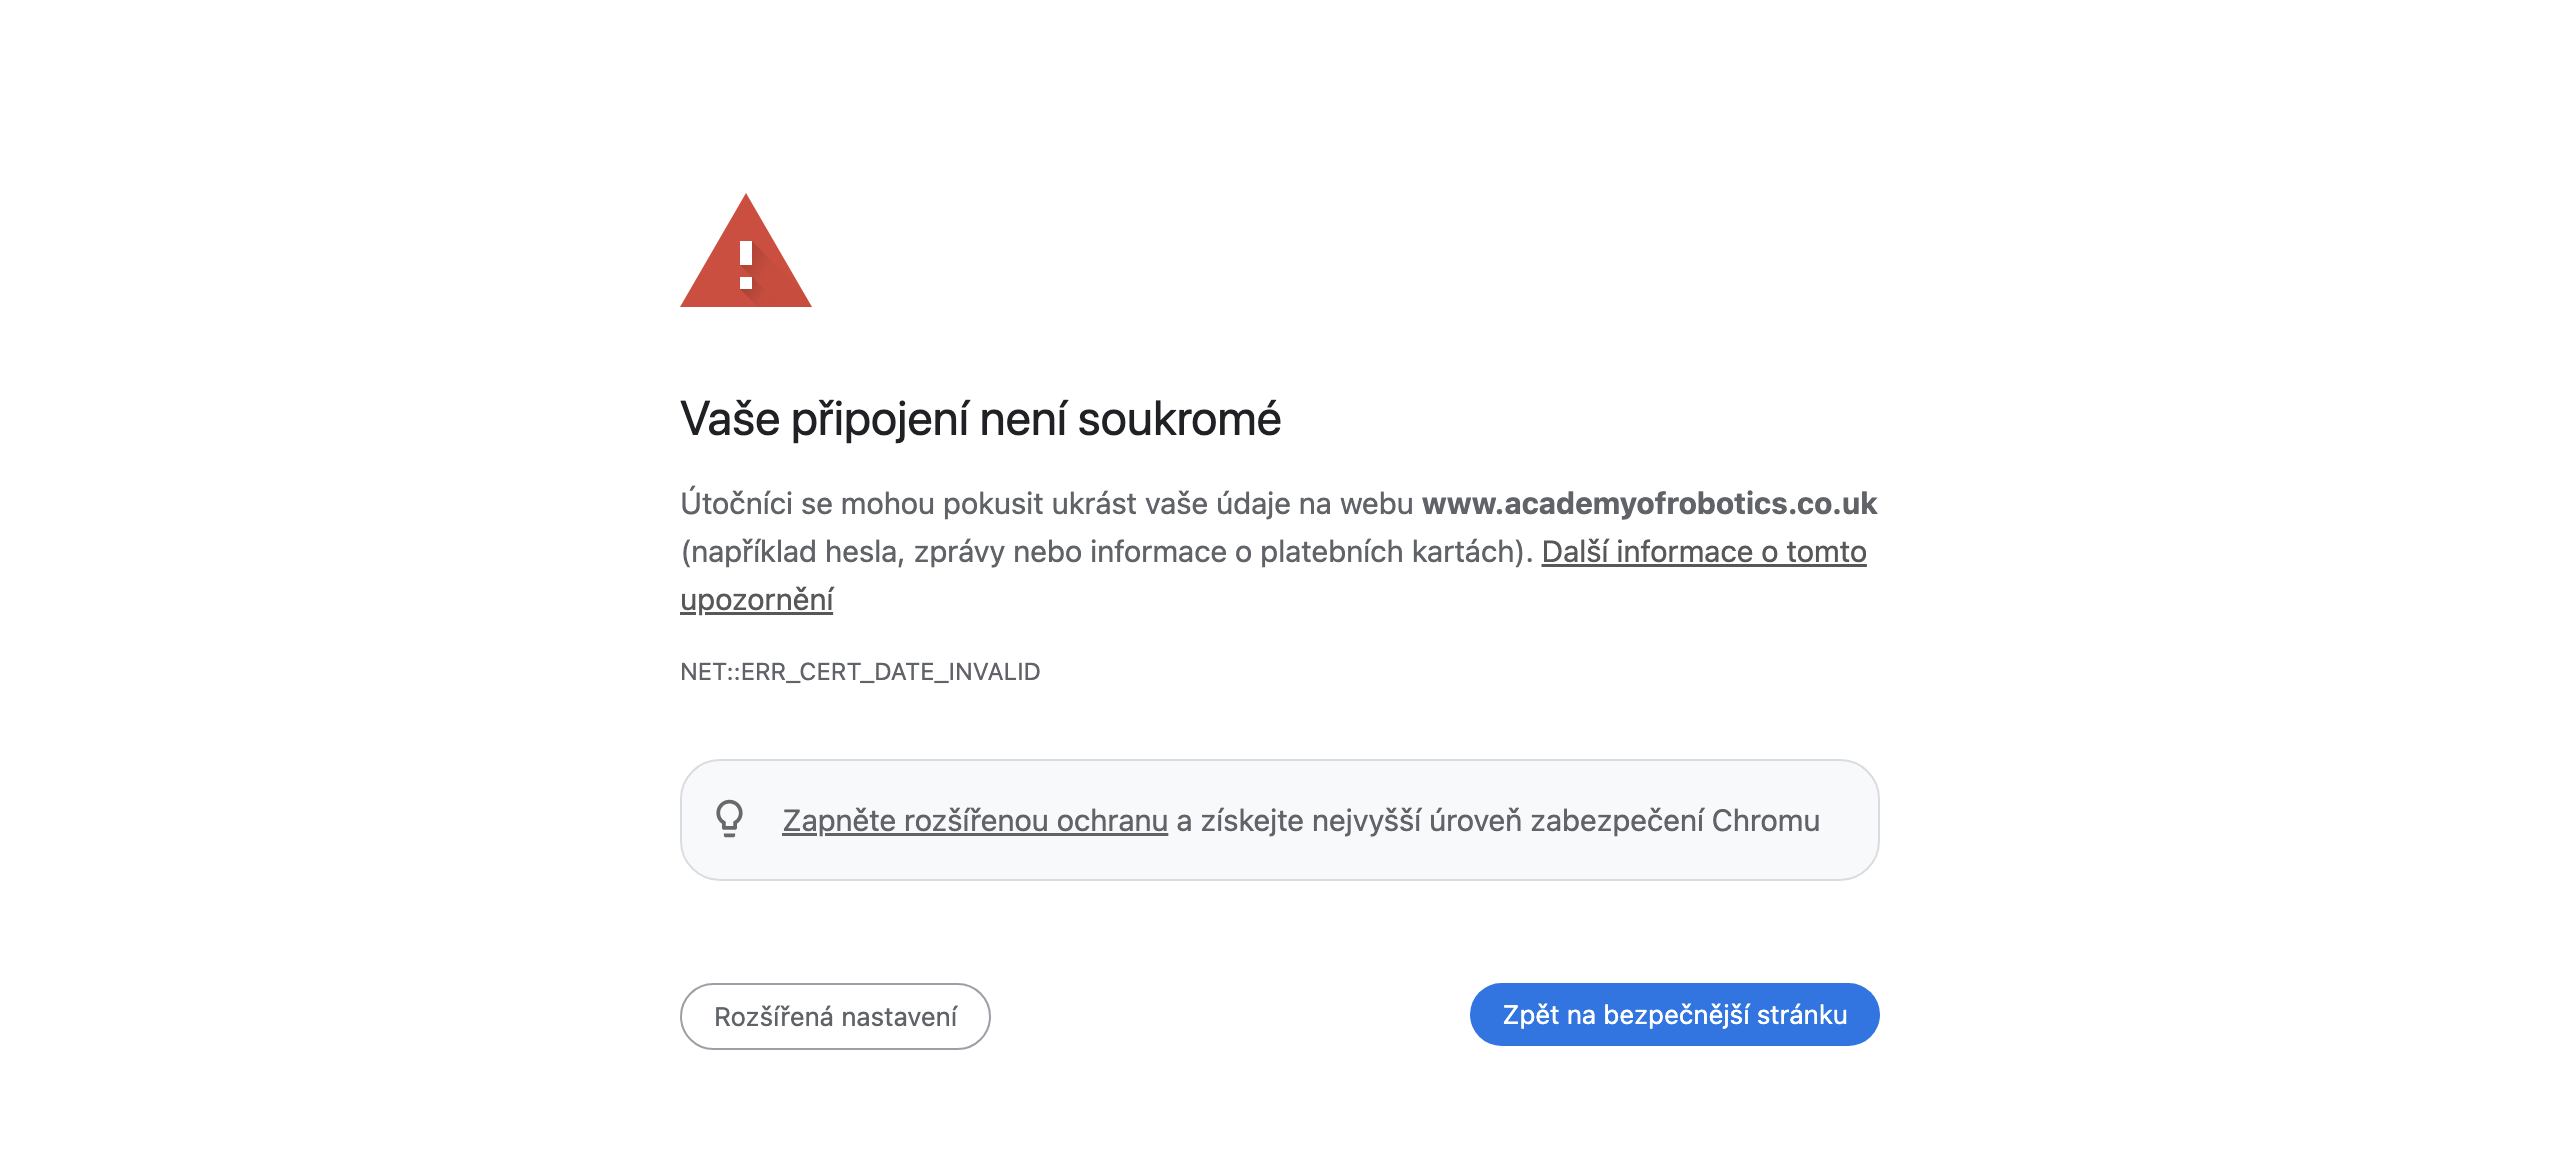 Vaše připojení není soukromé
Útočníci se mohou pokusit ukrást vaše údaje na webu www.academyofrobotics.co.uk
(například hesla, zprávy nebo informace o platebních kartách). Další informace o tomto
upozornění
NET::ERR_CERT_DATE_INVALID
Zapněte rozšířenou ochranu a získejte nejvyšší úroveň zabezpečení Chromu
Rozšířená nastavení
Zpět na bezpečnější stránku